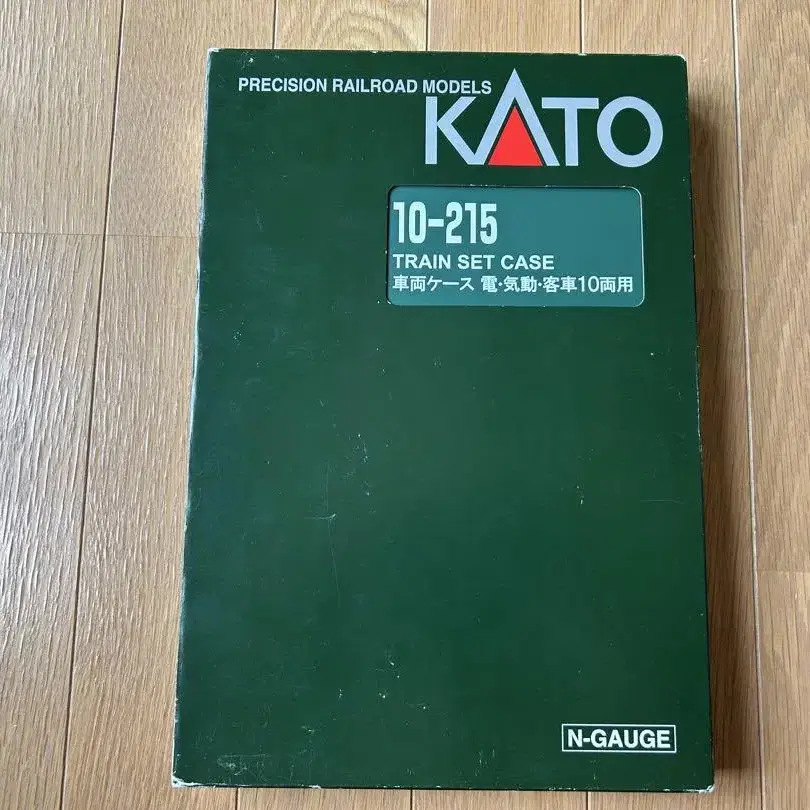 PRECISION RAILROAD MODELS
KATO
10-215
TRAIN SET CASE
車両ケース 電・気動・客車10両用
N-GAUGE